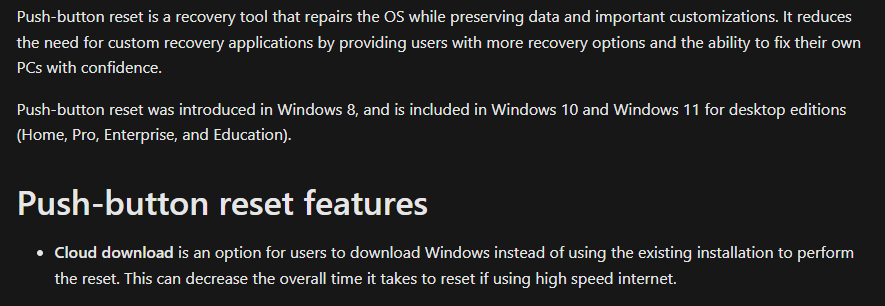 Push-button reset is a recovery tool that repairs the OS while preserving data and important customizations. It reduces
the need for custom recovery applications by providing users with more recovery options and the ability to fix their own
PCs with confidence.
Push-button reset was introduced in Windows 8, and is included in Windows 10 and Windows 11 for desktop editions
(Home, Pro, Enterprise, and Education).
Push-button reset features
• Cloud download is an option for users to download Windows instead of using the existing installation to perform
the reset. This can decrease the overall time it takes to reset if using high speed internet.